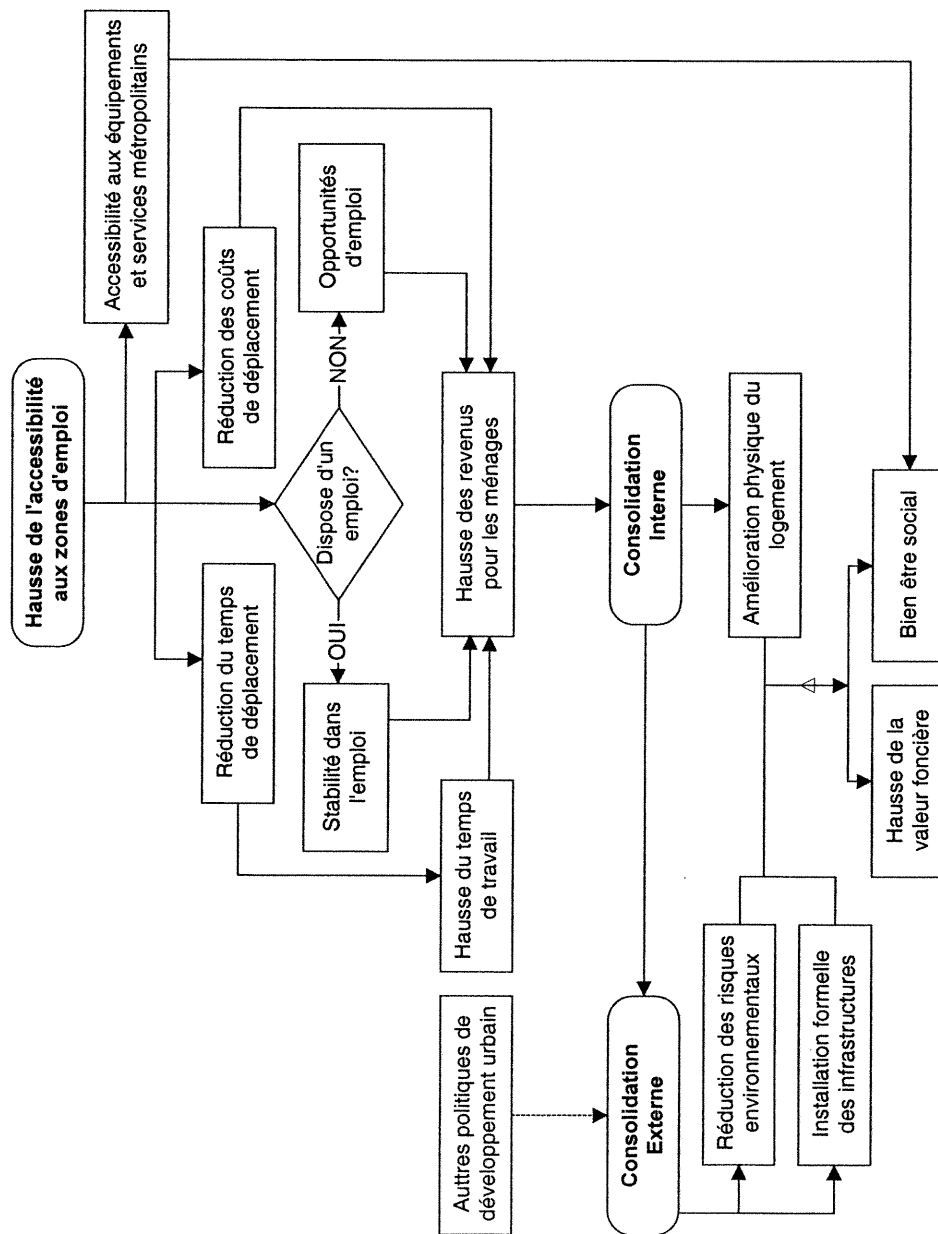 Hausse de l'accessibilité
aux zones d'emploi
Accessibilité aux équipements
et services métropolitains
Réduction du temps
de déplacement
Réduction des coûts
de déplacement
Dispose d'un
emploi?
OUI
NON
Stabilité dans
l'emploi
Opportunités
d'emploi
Auttres politiques de
développement urbain
Hausse du temps
de travail
Hausse des revenus
pour les ménages
Consolidation
Externe
Consolidation
Interne
Réduction des risques
environnementaux
Amélioration physique du
logement
Installation formelle
des infrastructures
Hausse de la
valeur foncière
Bien être social